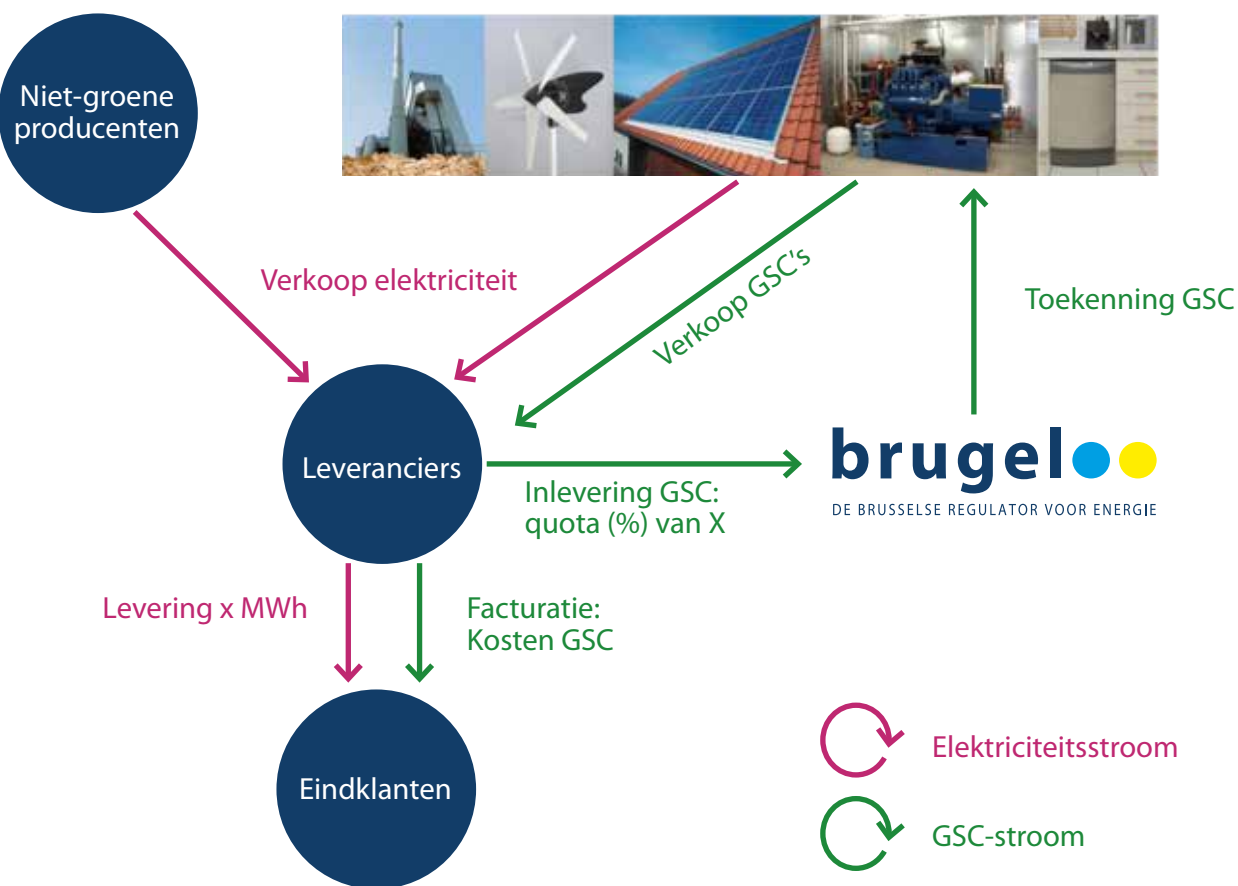 Niet-groene
producenten
Verkoop elektriciteit
Verkoop GSC's
Toekenning GSC
Leveranciers
Inlevering GSC:
quota (%) van X
brugel
DE BRUSSELSE REGULATOR VOOR ENERGIE
Levering x MWh
Facturatie:
Kosten GSC
Eindklanten
Elektriciteitsstroom
GSC-stroom